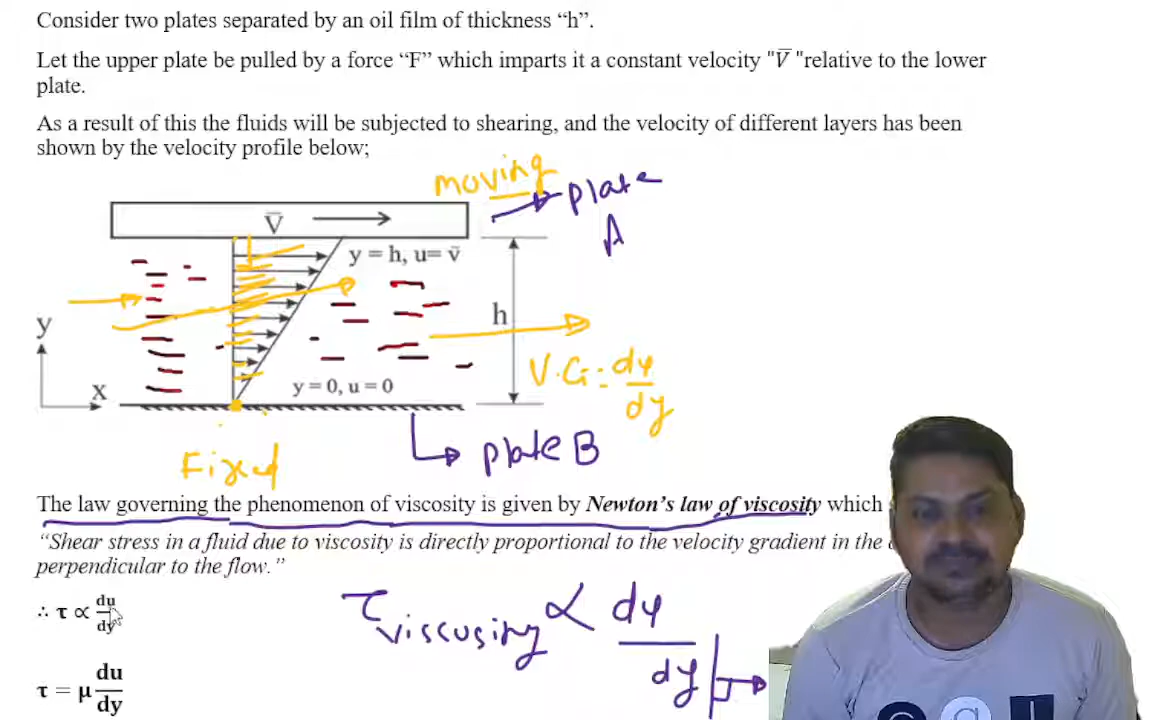 Consider two plates separated by an oil film of thickness “h”.
Let the upper plate be pulled by a force “F” which imparts it a constant velocity "V̅ "relative to the lower
plate.
As a result of this the fluids will be subjected to shearing, and the velocity of different layers has been
shown by the velocity profile below;
moving
plate
A
V̅
y = h, u= v̅
h
y
x
y = 0, u = 0
V.G = du/dy
Fixed
plate B
The law governing the phenomenon of viscosity is given by Newton’s law of viscosity which
“Shear stress in a fluid due to viscosity is directly proportional to the velocity gradient in the
perpendicular to the flow.”
∴ τ ∝ du/dy
τ viscusing ∝ du/dy
τ = μ du/dy